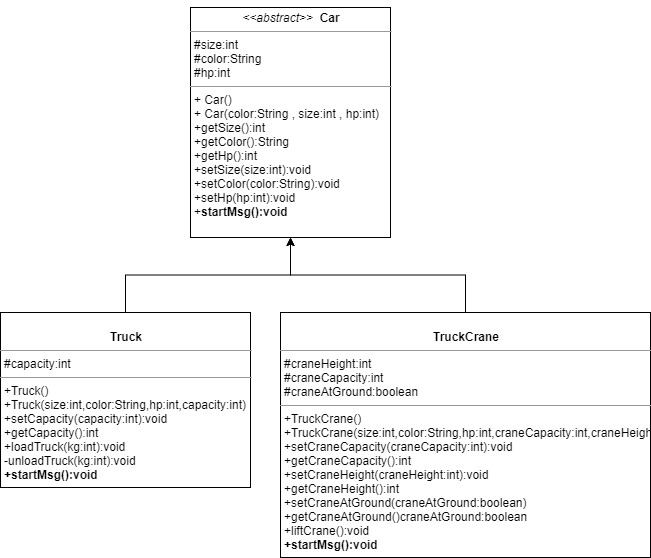 <<abstract>> Car
#size:int
#color:String
#hp:int
+ Car()
+ Car(color:String , size:int , hp:int)
+getSize():int
+getColor():String
+getHp():int
+setSize(size:int):void
+setColor(color:String):void
+setHp(hp:int):void
+startMsg():void
Truck
#capacity:int
+Truck()
+Truck(size:int,color:String,hp:int,capacity:int)
+setCapacity(capacity:int):void
+getCapacity():int
+loadTruck(kg:int):void
-unloadTruck(kg:int):void
+startMsg():void
TruckCrane
#craneHeight:int
#craneCapacity:int
#craneAtGround:boolean
+TruckCrane()
+TruckCrane(size:int,color:String,hp:int,craneCapacity:int,craneHeigh
+setCraneCapacity(craneCapacity:int):void
+getCraneCapacity():int
+setCraneHeight(craneHeight:int):void
+getCraneHeight():int
+setCraneAtGround(craneAtGround:boolean)
+getCraneAtGround()craneAtGround:boolean
+liftCrane():void
+startMsg():void